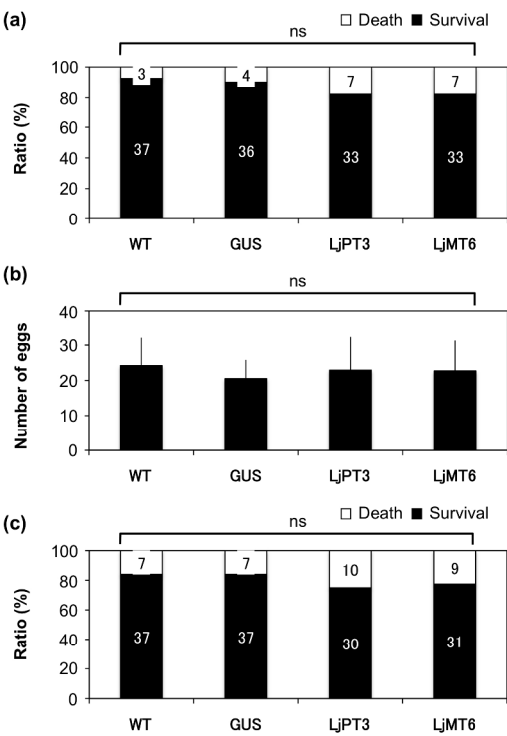 (a)
□ Death ■ Survival
ns
Ratio (%)
100
80
60
40
20
0
3
4
7
7
37
36
33
33
WT
GUS
LjPT3
LjMT6
(b)
ns
Number of eggs
40
30
20
10
0
WT
GUS
LjPT3
LjMT6
(c)
□ Death ■ Survival
ns
Ratio (%)
100
80
60
40
20
0
7
7
10
9
37
37
30
31
WT
GUS
LjPT3
LjMT6